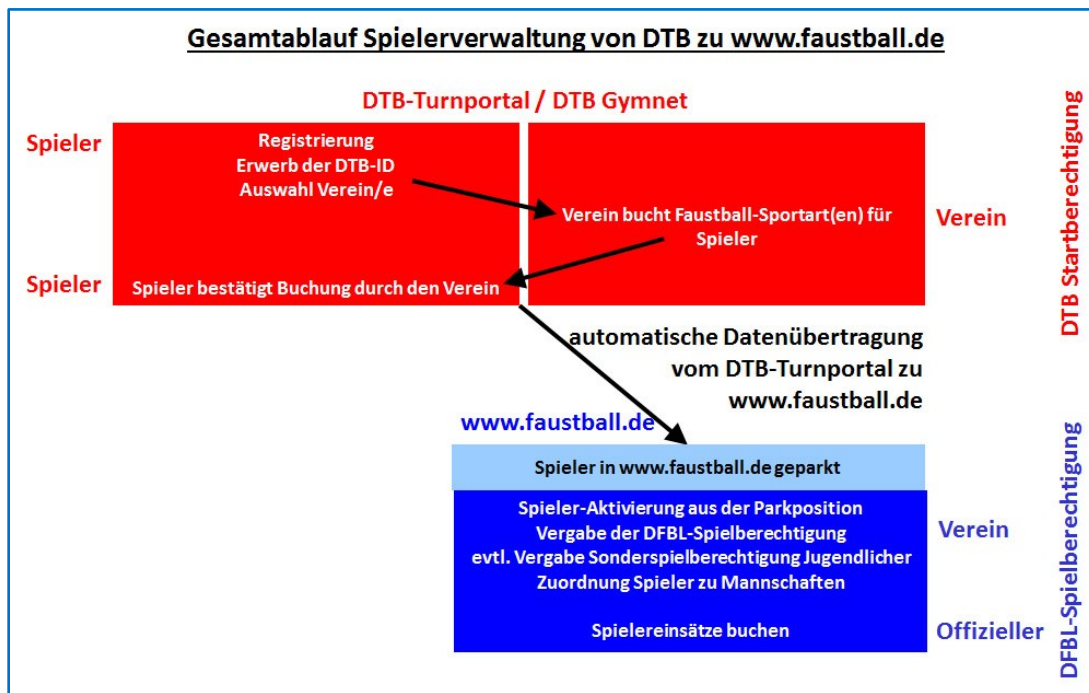 Gesamtablauf Spielerverwaltung von DTB zu www.faustball.de
DTB-Turnportal / DTB Gymnet
Spieler
Registrierung
Erwerb der DTB-ID
Auswahl Verein/e
Verein bucht Faustball-Sportart(en) für
Spieler
Verein
Spieler
Spieler bestätigt Buchung durch den Verein
DTB Startberechtigung
automatische Datenübertragung
vom DTB-Turnportal zu
www.faustball.de
www.faustball.de
Spieler in www.faustball.de geparkt
Spieler-Aktivierung aus der Parkposition
Vergabe der DFBL-Spielberechtigung
evtl. Vergabe Sonderspielberechtigung Jugendlicher
Zuordnung Spieler zu Mannschaften
Verein
Spielereinsätze buchen
Offizieller
DFBL-Spielberechtigung